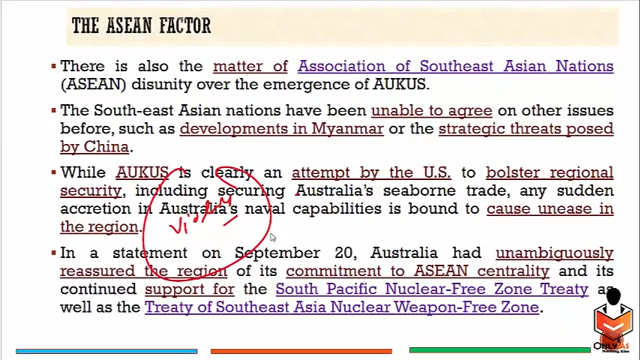 THE ASEAN FACTOR
There is also the matter of Association of Southeast Asian Nations
(ASEAN) disunity over the emergence of AUKUS.
The South-east Asian nations have been unable to agree on other issues
before, such as developments in Myanmar or the strategic threats posed
by China.
While AUKUS is clearly an attempt by the U.S. to bolster regional
security, including securing Australia's seaborne trade, any sudden
accretion in Australia's naval capabilities is bound to cause unease in
the region.
In a statement on September 20, Australia had unambiguously
reassured the region of its commitment to ASEAN centrality and its
continued support for the South Pacific Nuclear-Free Zone Treaty as
well as the Treaty of Southeast Asia Nuclear Weapon-Free Zone.
ONLY IAS